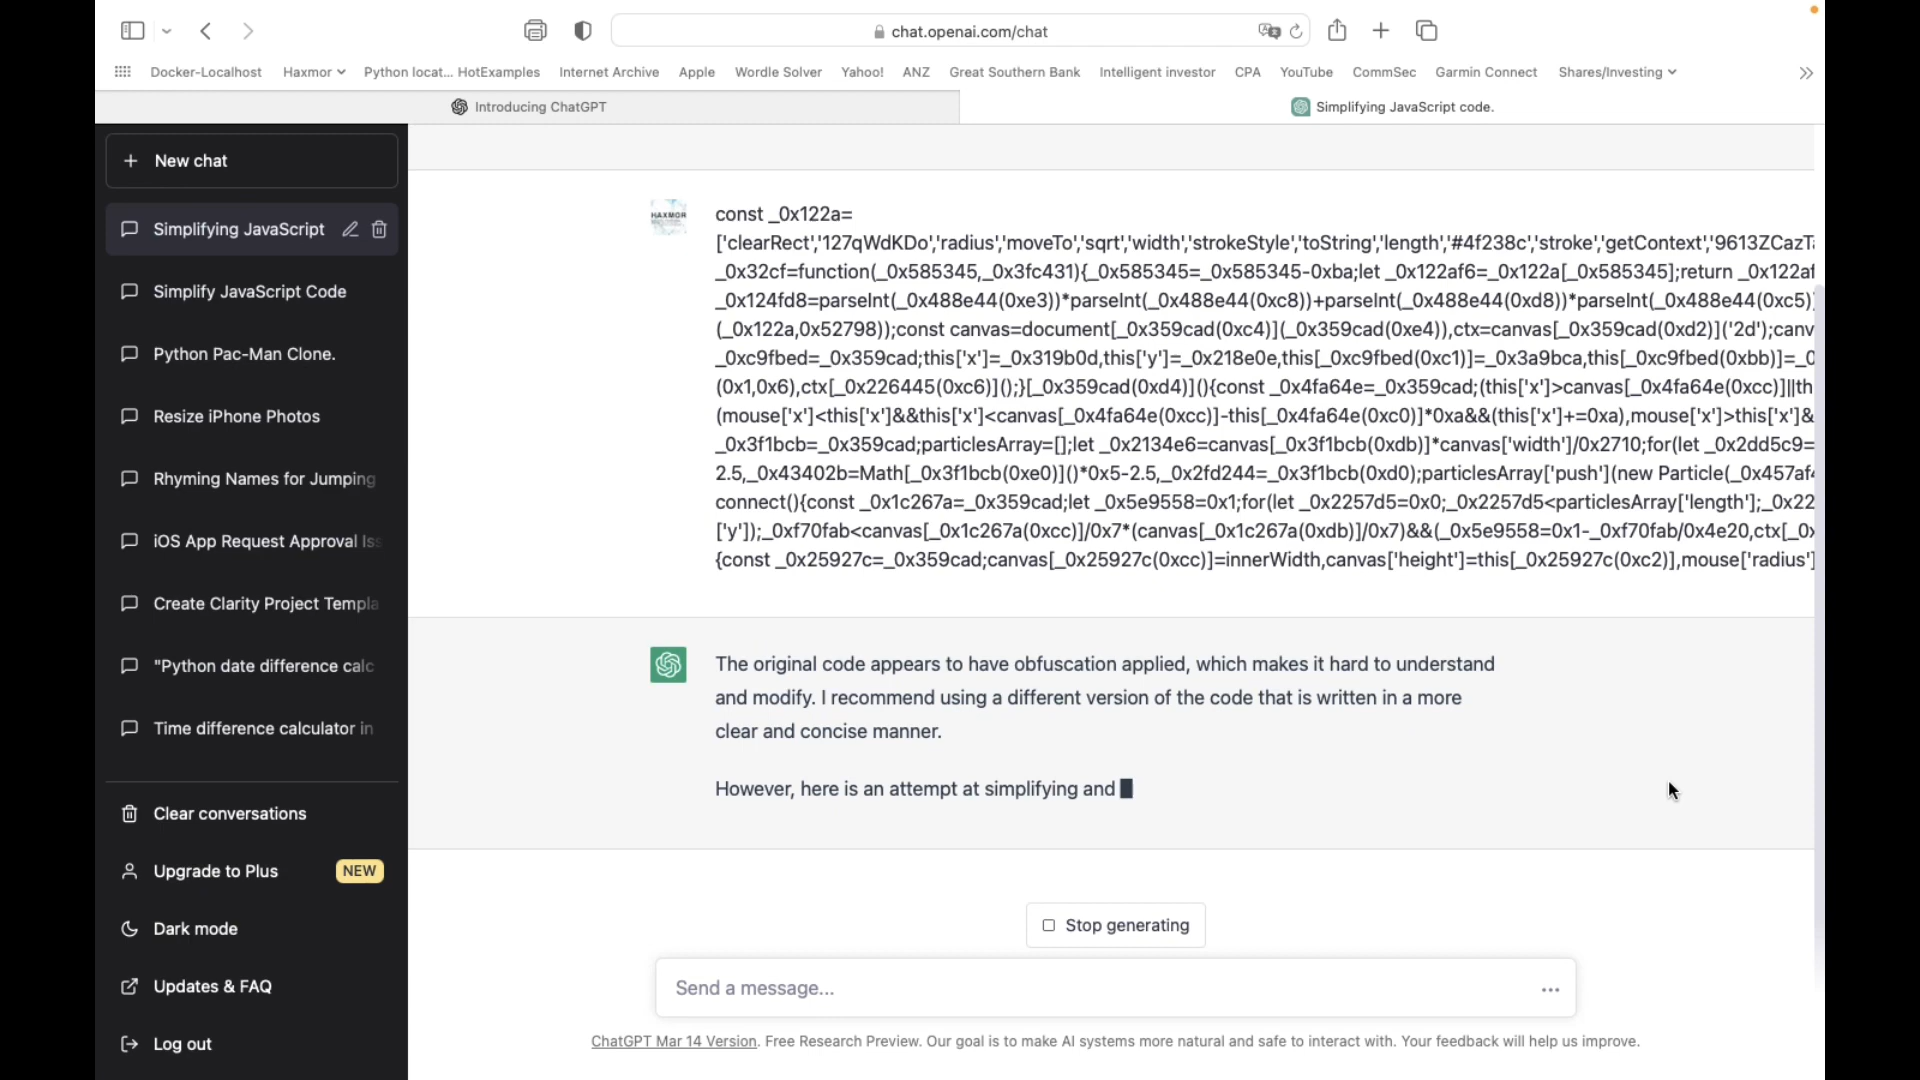 chat.openai.com/chat
Docker-Localhost Haxmor Python locat... HotExamples Internet Archive Apple Wordle Solver Yahoo! ANZ Great Southern Bank Intelligent investor CPA YouTube CommSec Garmin Connect Shares/Investing
Introducing ChatGPT
Simplifying JavaScript code.
New chat
Simplifying JavaScript
Simplify JavaScript Code
Python Pac-Man Clone.
Resize iPhone Photos
Rhyming Names for Jumping
iOS App Request Approval Iss
Create Clarity Project Templa
"Python date difference calc
Time difference calculator in
Clear conversations
Upgrade to Plus NEW
Dark mode
Updates & FAQ
Log out
HAXMOR
const _0x122a=
['clearRect','127qWdKDo','radius','moveTo','sqrt','width','strokeStyle','toString','length','#4f238c','stroke','getContext','9613ZCazTa
_0x32cf=function(_0x585345,_0x3fc431){_0x585345=_0x585345-0xba;let _0x122af6=_0x122a[_0x585345];return _0x122af
_0x124fd8=parseInt(_0x488e44(0xe3))*parseInt(_0x488e44(0xc8))+parseInt(_0x488e44(0xd8))*parseInt(_0x488e44(0xc5))
(_0x122a,0x52798));const canvas=document[_0x359cad(0xc4)](_0x359cad(0xe4)),ctx=canvas[_0x359cad(0xd2)]('2d');canv
_0xc9fbed=_0x359cad;this['x']=_0x319b0d,this['y']=_0x218e0e,this[_0xc9fbed(0xc1)]=_0x3a9bca,this[_0xc9fbed(0xbb)]=_0
(0x1,0x6),ctx[_0x226445(0xc6)]();}[_0x359cad(0xd4)](){const _0x4fa64e=_0x359cad;(this['x']>canvas[_0x4fa64e(0xcc)]||th
(mouse['x']<this['x']&&this['x']<canvas[_0x4fa64e(0xcc)]-this[_0x4fa64e(0xc0)]*0xa&&(this['x']+=0xa),mouse['x']>this['x']&
_0x3f1bcb=_0x359cad;particlesArray=[];let _0x2134e6=canvas[_0x3f1bcb(0xdb)]*canvas['width']/0x2710;for(let _0x2dd5c9=
2.5,_0x43402b=Math[_0x3f1bcb(0xe0)]()*0x5-2.5,_0x2fd244=_0x3f1bcb(0xd0);particlesArray['push'](new Particle(_0x457af4
connect(){const _0x1c267a=_0x359cad;let _0x5e9558=0x1;for(let _0x2257d5=0x0;_0x2257d5<particlesArray['length'];_0x22
['y']);_0xf70fab<canvas[_0x1c267a(0xcc)]/0x7*(canvas[_0x1c267a(0xdb)]/0x7)&&(_0x5e9558=0x1-_0xf70fab/0x4e20,ctx[_0x
{const _0x25927c=_0x359cad;canvas[_0x25927c(0xcc)]=innerWidth,canvas['height']=this[_0x25927c(0xc2)],mouse['radius']
The original code appears to have obfuscation applied, which makes it hard to understand
and modify. I recommend using a different version of the code that is written in a more
clear and concise manner.
However, here is an attempt at simplifying and
Stop generating
Send a message...
ChatGPT Mar 14 Version. Free Research Preview. Our goal is to make AI systems more natural and safe to interact with. Your feedback will help us improve.